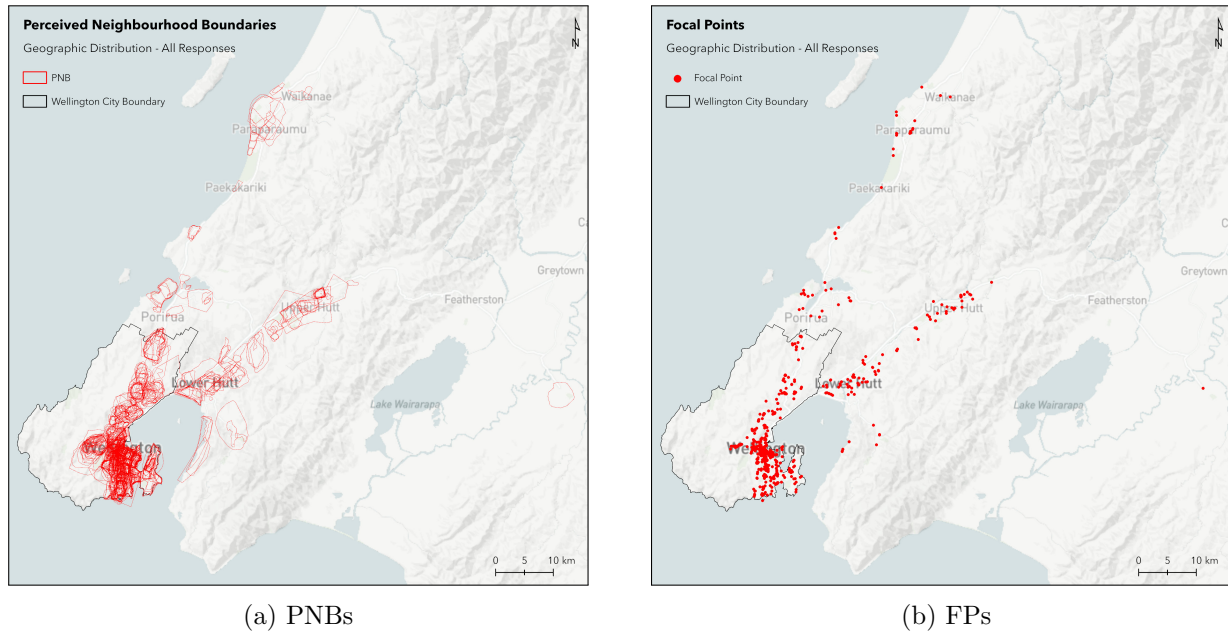 Perceived Neighbourhood Boundaries
Geographic Distribution - All Responses
PNB
Wellington City Boundary
N
Waikanae
Paraparaumu
Paekakariki
Ca
Greytown
Featherston
Upper Hutt
Porirua
Lower Hutt
Lake Wairarapa
Wellington
0 5 10 km
(a) PNBs
Focal Points
Geographic Distribution - All Responses
Focal Point
Wellington City Boundary
N
Waikanae
Paraparaumu
Paekakariki
Greytown
Featherston
Upper Hutt
Porirua
Lower Hutt
Lake Wairarapa
Wellington
0 5 10 km
(b) FPs